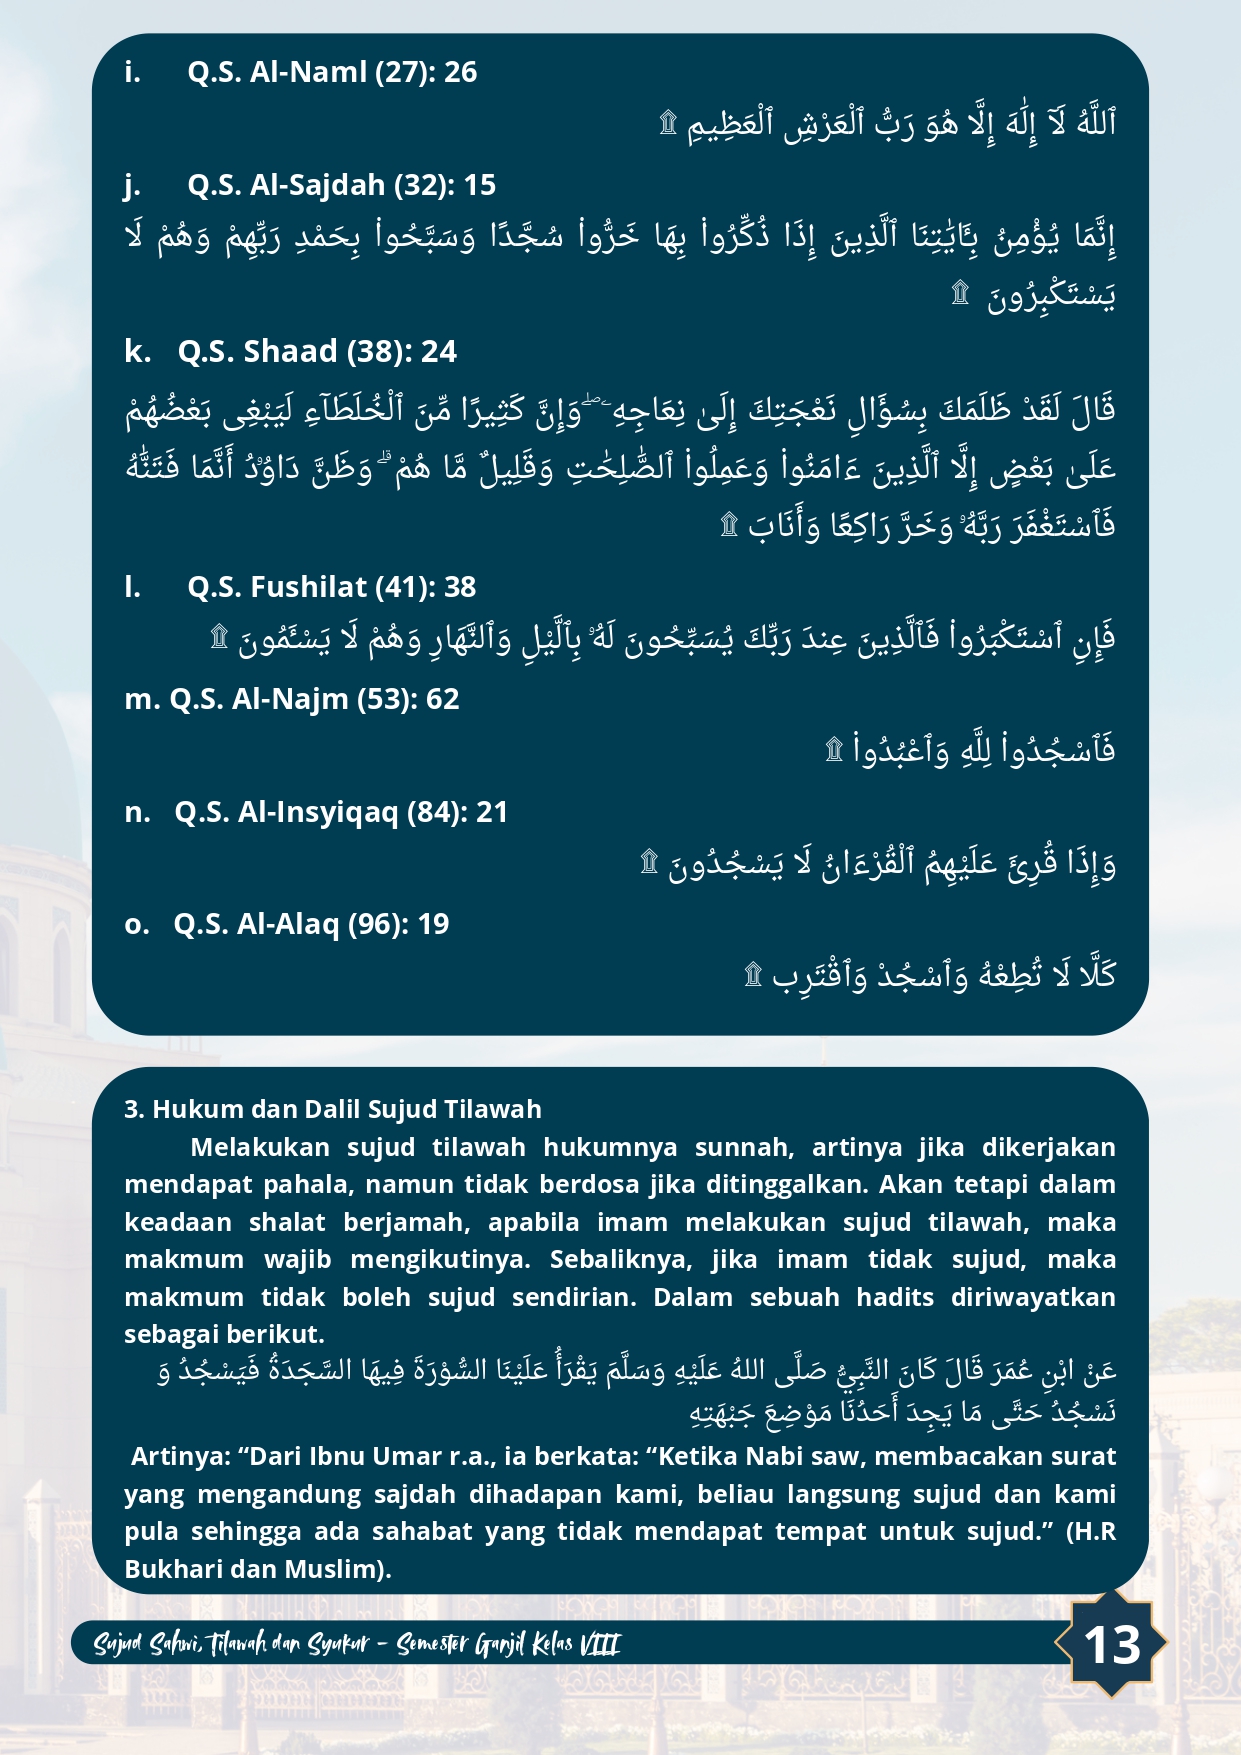 i. Q.S. Al-Naml (27): 26
ٱللَّهُ لَآ إِلَٰهَ إِلَّا هُوَ رَبُّ ٱلْعَرْشِ ٱلْعَظِيمِ ۩
j. Q.S. Al-Sajdah (32): 15
إِنَّمَا يُؤْمِنُ بِـَٔايَٰتِنَا ٱلَّذِينَ إِذَا ذُكِّرُوا۟ بِهَا خَرُّوا۟ سُجَّدًا وَسَبَّحُوا۟ بِحَمْدِ رَبِّهِمْ وَهُمْ لَا
يَسْتَكْبِرُونَ ۩
k. Q.S. Shaad (38): 24
قَالَ لَقَدْ ظَلَمَكَ بِسُؤَالِ نَعْجَتِكَ إِلَىٰ نِعَاجِهِۦ ۖ وَإِنَّ كَثِيرًا مِّنَ ٱلْخُلَطَآءِ لَيَبْغِى بَعْضُهُمْ
عَلَىٰ بَعْضٍ إِلَّا ٱلَّذِينَ ءَامَنُوا۟ وَعَمِلُوا۟ ٱلصَّٰلِحَٰتِ وَقَلِيلٌ مَّا هُمْ ۗ وَظَنَّ دَاوُۥدُ أَنَّمَا فَتَنَّٰهُ
فَٱسْتَغْفَرَ رَبَّهُۥ وَخَرَّ رَاكِعًا وَأَنَابَ ۩
l. Q.S. Fushilat (41): 38
فَإِنِ ٱسْتَكْبَرُوا۟ فَٱلَّذِينَ عِندَ رَبِّكَ يُسَبِّحُونَ لَهُۥ بِٱلَّيْلِ وَٱلنَّهَارِ وَهُمْ لَا يَسْـَٔمُونَ ۩
m. Q.S. Al-Najm (53): 62
فَٱسْجُدُوا۟ لِلَّهِ وَٱعْبُدُوا۟ ۩
n. Q.S. Al-Insyiqaq (84): 21
وَإِذَا قُرِئَ عَلَيْهِمُ ٱلْقُرْءَانُ لَا يَسْجُدُونَ ۩
o. Q.S. Al-Alaq (96): 19
كَلَّا لَا تُطِعْهُ وَٱسْجُدْ وَٱقْتَرِب ۩
3. Hukum dan Dalil Sujud Tilawah
Melakukan sujud tilawah hukumnya sunnah, artinya jika dikerjakan
mendapat pahala, namun tidak berdosa jika ditinggalkan. Akan tetapi dalam
keadaan shalat berjamah, apabila imam melakukan sujud tilawah, maka
makmum wajib mengikutinya. Sebaliknya, jika imam tidak sujud, maka
makmum tidak boleh sujud sendirian. Dalam sebuah hadits diriwayatkan
sebagai berikut.
عَنْ ابْنِ عُمَرَ قَالَ كَانَ النَّبِيُّ صَلَّى اللهُ عَلَيْهِ وَسَلَّمَ يَقْرَأُ عَلَيْنَا السُّوْرَةَ فِيهَا السَّجَدَةُ فَيَسْجُدُ وَ
نَسْجُدُ حَتَّى مَا يَجِدَ أَحَدُنَا مَوْضِعَ جَبْهَتِهِ
Artinya: “Dari Ibnu Umar r.a., ia berkata: “Ketika Nabi saw, membacakan surat
yang mengandung sajdah dihadapan kami, beliau langsung sujud dan kami
pula sehingga ada sahabat yang tidak mendapat tempat untuk sujud.” (H.R
Bukhari dan Muslim).
Sujud Sahwi, Tilawah dan Syukur - Semester Ganjil Kelas VIII
13